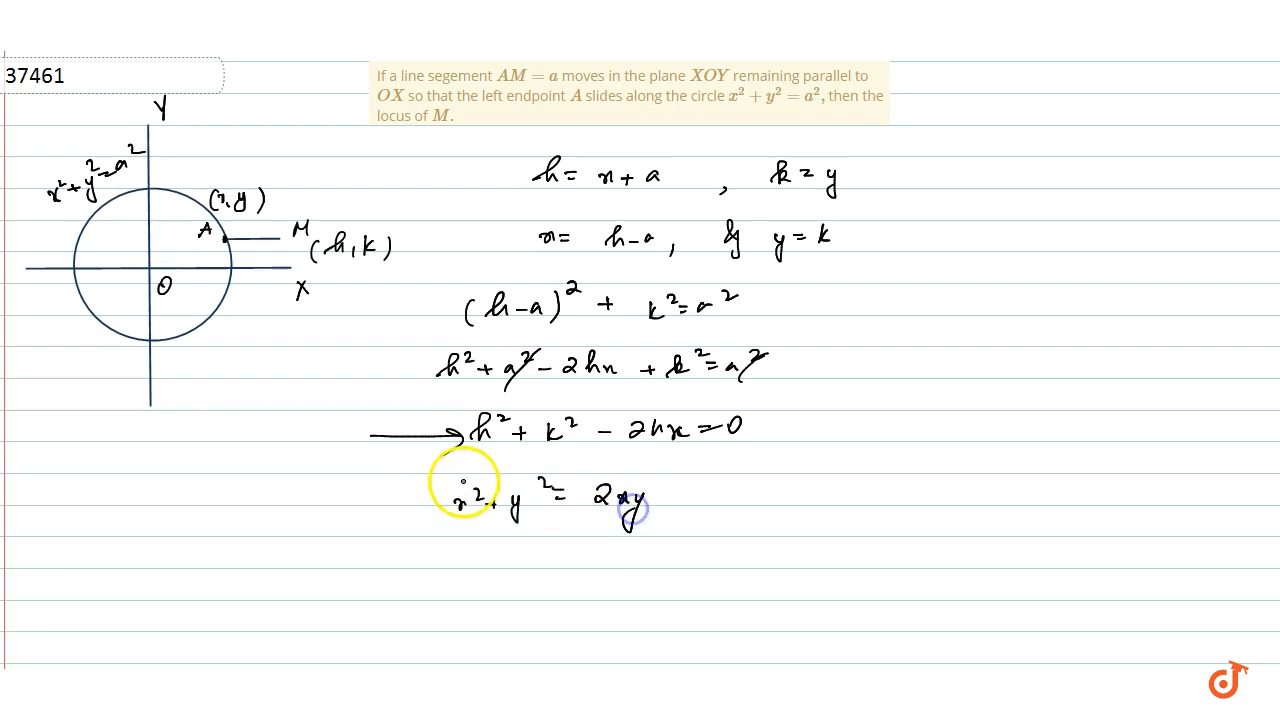 37461
If a line segement AM = a moves in the plane XOY remaining parallel to
OX so that the left endpoint A slides along the circle x² + y² = a², then the
locus of M.
Y
x² + y² = a²
(x, y)
A
M
(h, k)
O
X
h = x + a , k = y
x = h - a , & y = k
(h - a)² + k² = a²
h² + a² - 2hx + k² = a²
h² + k² - 2hx = 0
x² + y² = 2xy